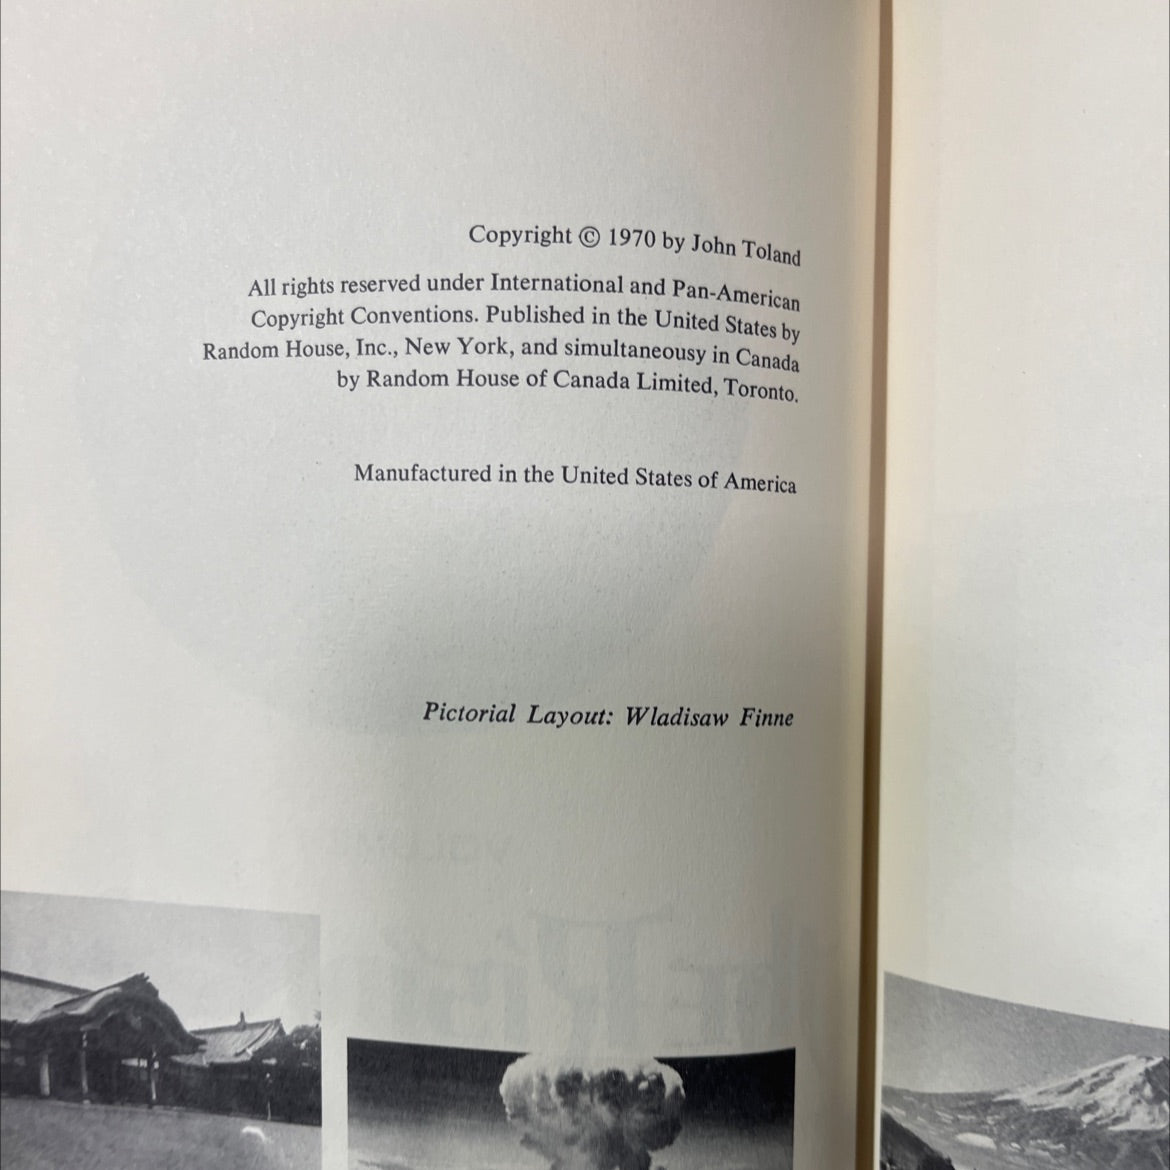 Copyright © 1970 by John Toland
All rights reserved under International and Pan-American
Copyright Conventions. Published in the United States by
Random House, Inc., New York, and simultaneousy in Canada
by Random House of Canada Limited, Toronto.
Manufactured in the United States of America
Pictorial Layout: Wladisaw Finne